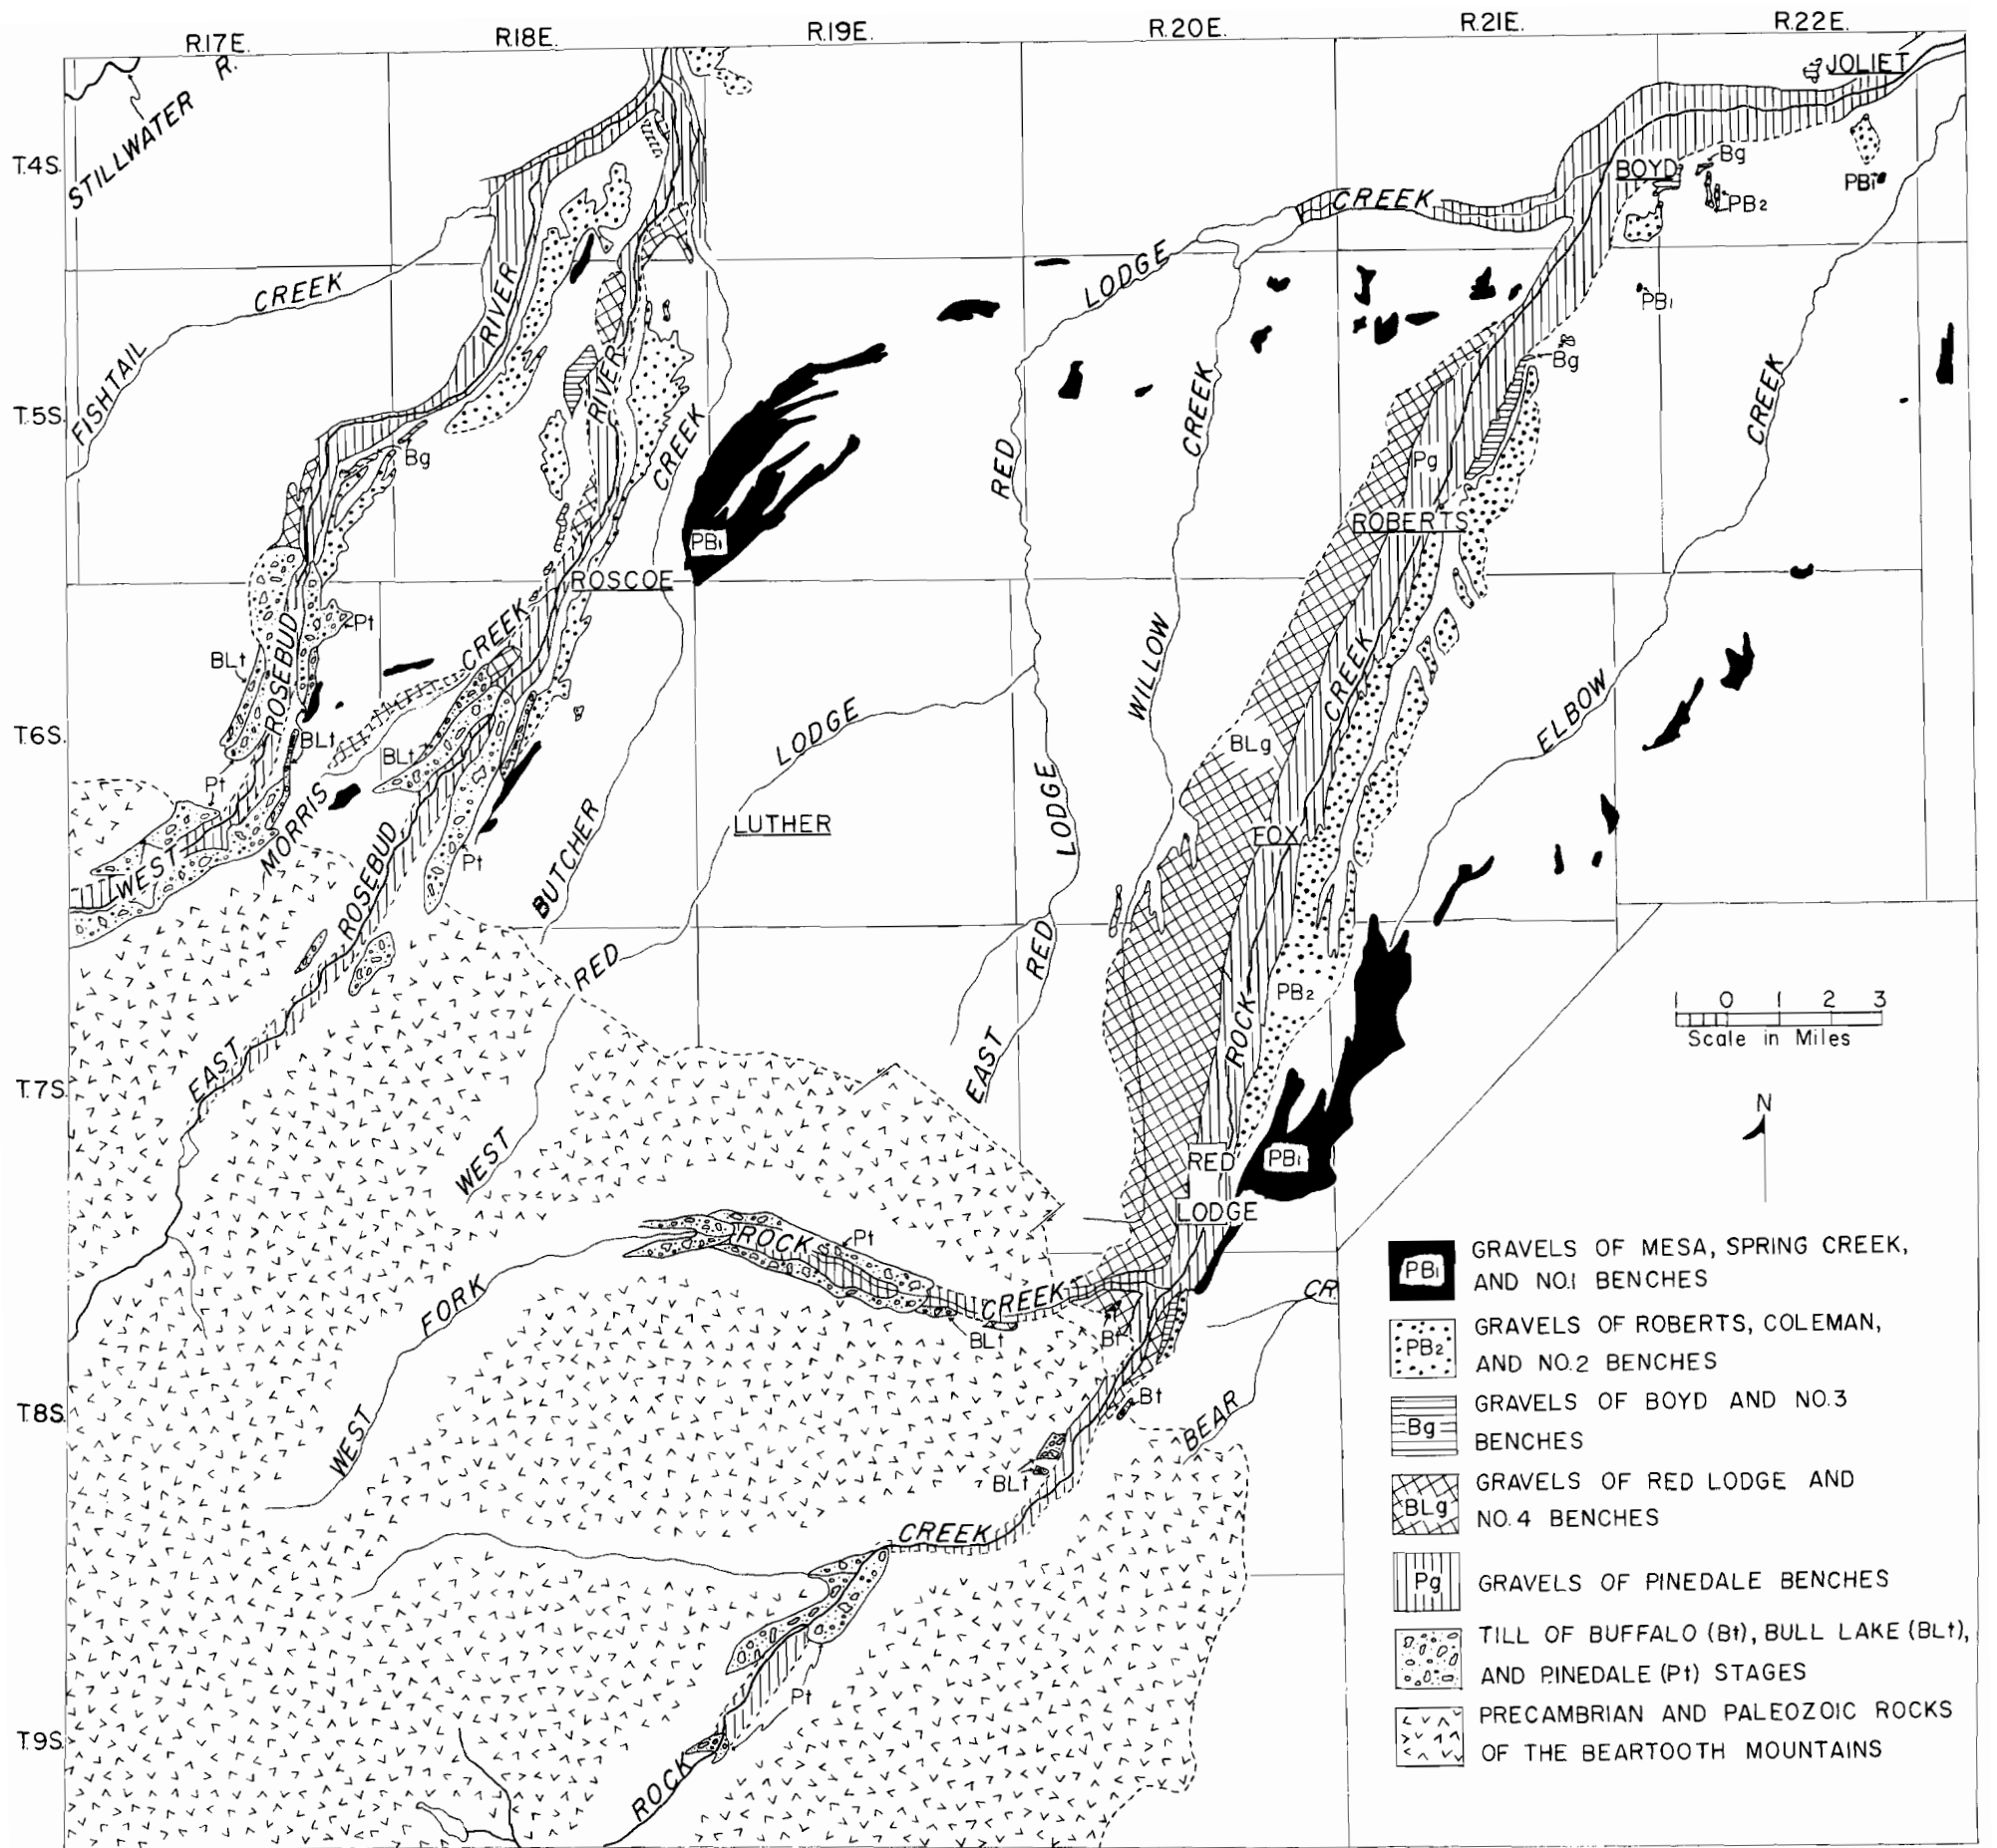 R.17E. R.18E. R.19E. R.20E. R.21E. R.22E.
STILLWATER R.
JOLIET
T.4S.
BOYD
Bg
PB2
PB1
CREEK
LODGE
RED
FISHTAIL CREEK
RIVER
RIVER
PB1
Bg
T.5S.
Bg
CREEK
CREEK
CREEK
Pg
ROBERTS
PB1
ROSCOE
Pt
BLt
ROSEBUD
CREEK
WILLOW
CREEK
T.6S.
BLt
BLt
LODGE
BLg
ELBOW
Pt
MORRIS
LODGE
LUTHER
FOX
WEST
ROSEBUD
Pt
BUTCHER
RED
RED
PB2
1 0 1 2 3
Scale in Miles
ROCK
EAST
EAST
T.7S.
N
WEST
RED
LODGE
PB1
ROCK
Pt
CREEK
CR.
FORK
BLt
Bt
T.8S.
WEST
Bt
BEAR
BLt
CREEK
Pt
T.9S.
ROCK
PB1
GRAVELS OF MESA, SPRING CREEK,
AND NO.1 BENCHES
PB2
GRAVELS OF ROBERTS, COLEMAN,
AND NO.2 BENCHES
Bg
GRAVELS OF BOYD AND NO.3
BENCHES
BLg
GRAVELS OF RED LODGE AND
NO.4 BENCHES
Pg
GRAVELS OF PINEDALE BENCHES
TILL OF BUFFALO (Bt), BULL LAKE (BLt),
AND PINEDALE (Pt) STAGES
PRECAMBRIAN AND PALEOZOIC ROCKS
OF THE BEARTOOTH MOUNTAINS